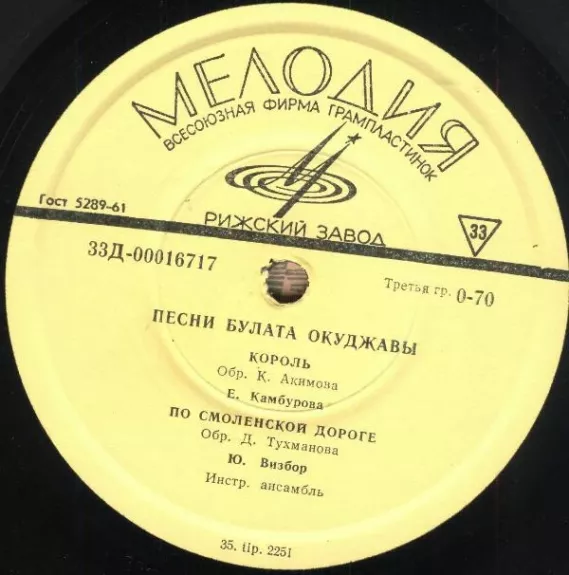 МЕЛОДИЯ
ВСЕСОЮЗНАЯ ФИРМА ГРАМПЛАСТИНОК
Гост 5289-61
РИЖСКИЙ ЗАВОД
33
33Д-00016717
Третья гр. 0-70
ПЕСНИ БУЛАТА ОКУДЖАВЫ
КОРОЛЬ
Обр. К. Акимова
Е. Камбурова
ПО СМОЛЕНСКОЙ ДОРОГЕ
Обр. Д. Тухманова
Ю. Визбор
Инстр. ансамбль
35. tip. 2251